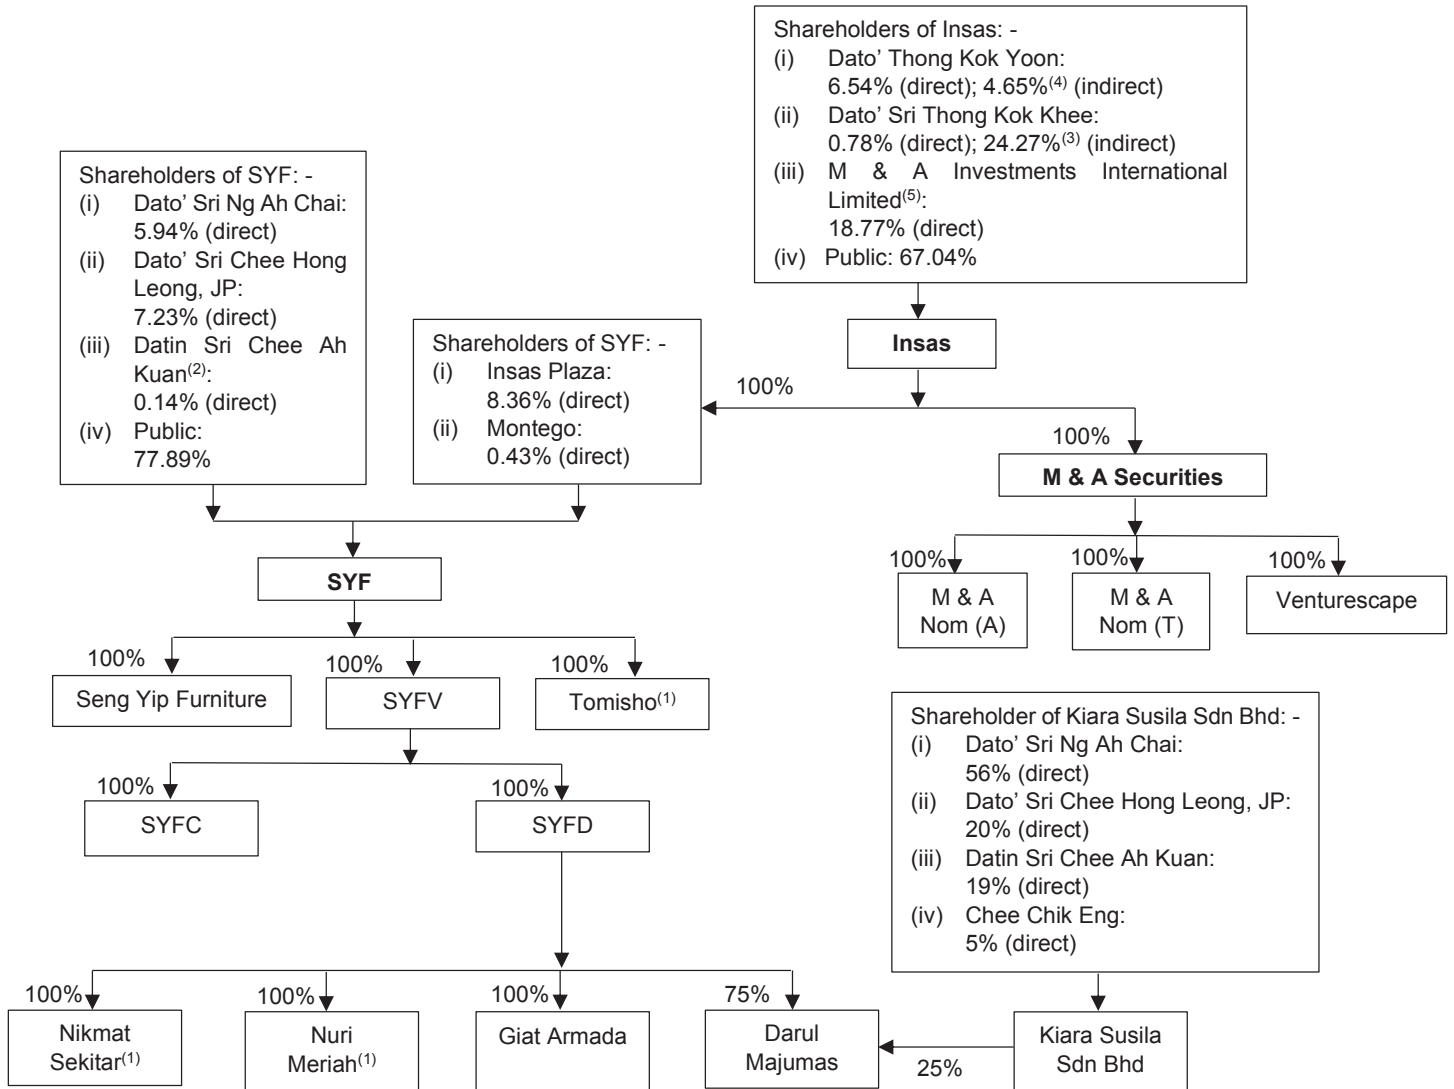 Shareholders of Insas: -
(i) Dato’ Thong Kok Yoon:
6.54% (direct); 4.65%(4) (indirect)
(ii) Dato’ Sri Thong Kok Khee:
0.78% (direct); 24.27%(3) (indirect)
(iii) M & A Investments International
Limited(5):
18.77% (direct)
(iv) Public: 67.04%
Shareholders of SYF: -
(i) Dato’ Sri Ng Ah Chai:
5.94% (direct)
(ii) Dato’ Sri Chee Hong
Leong, JP:
7.23% (direct)
(iii) Datin Sri Chee Ah
Kuan(2):
0.14% (direct)
(iv) Public:
77.89%
Shareholders of SYF: -
(i) Insas Plaza:
8.36% (direct)
(ii) Montego:
0.43% (direct)
Insas
100%
100%
M & A Securities
SYF
100%
100%
100%
M & A
Nom (A)
M & A
Nom (T)
Venturescape
100%
100%
100%
Seng Yip Furniture
SYFV
Tomisho(1)
Shareholder of Kiara Susila Sdn Bhd: -
(i) Dato’ Sri Ng Ah Chai:
56% (direct)
(ii) Dato’ Sri Chee Hong Leong, JP:
20% (direct)
(iii) Datin Sri Chee Ah Kuan:
19% (direct)
(iv) Chee Chik Eng:
5% (direct)
100%
100%
SYFC
SYFD
100%
100%
100%
75%
Nikmat
Sekitar(1)
Nuri
Meriah(1)
Giat Armada
Darul
Majumas
25%
Kiara Susila
Sdn Bhd